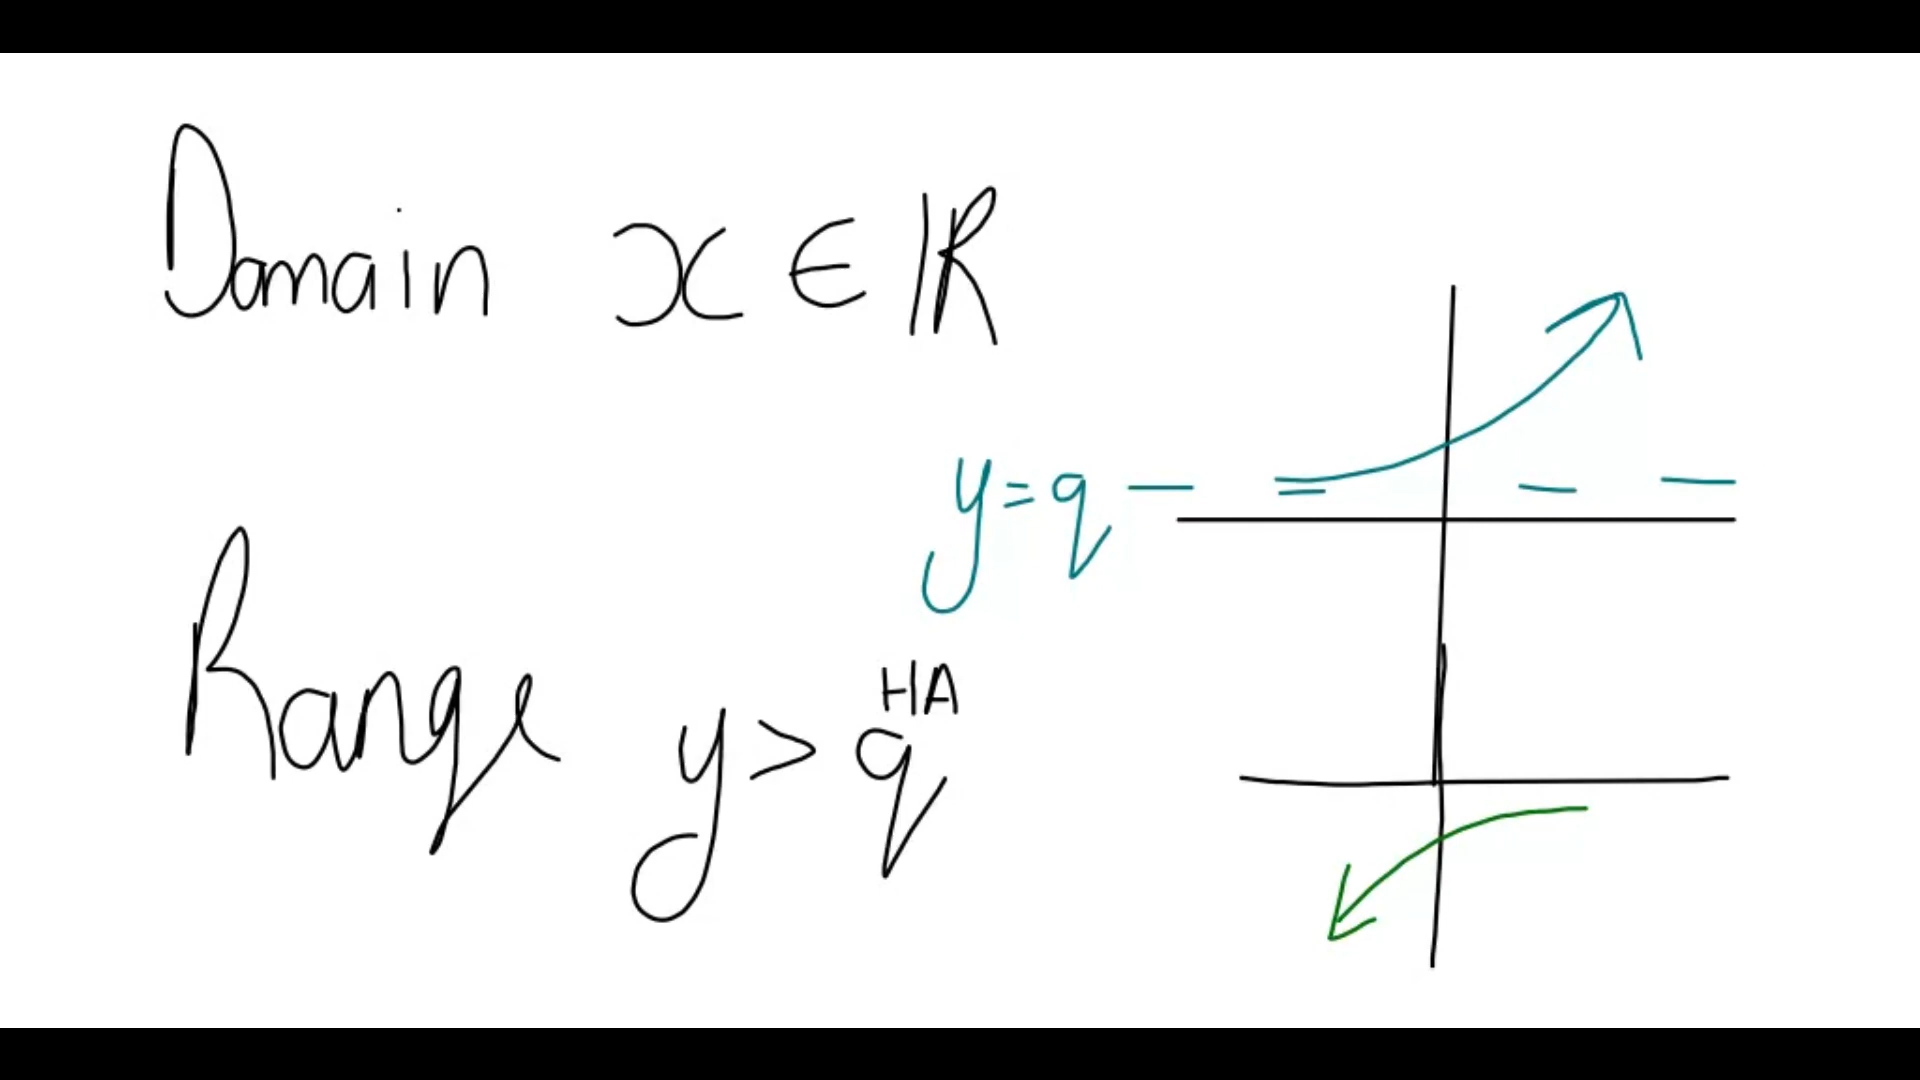 Domain x ∈ ℝ
y = q
HA
Range y > q